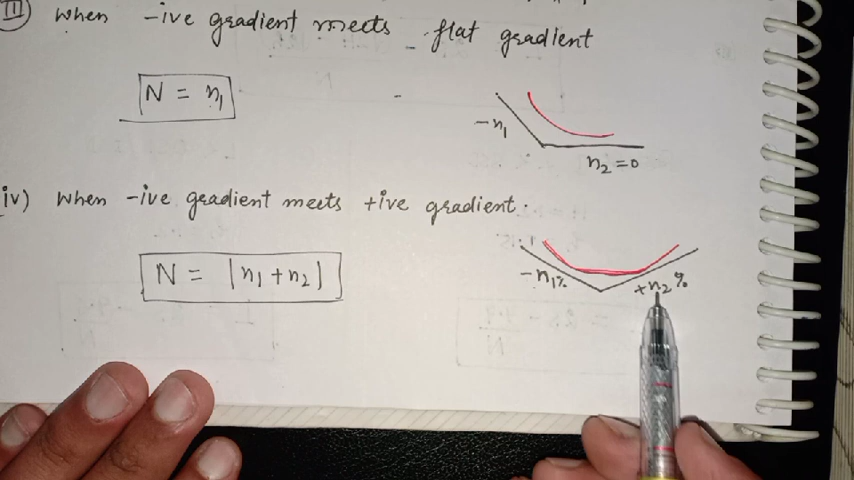 III) When -ive gradient meets flat gradient
N = n₁
-n₁
n₂=0
iv) When -ive gradient meets +ive gradient.
N = |n₁+n₂|
-n₁%
+n₂%